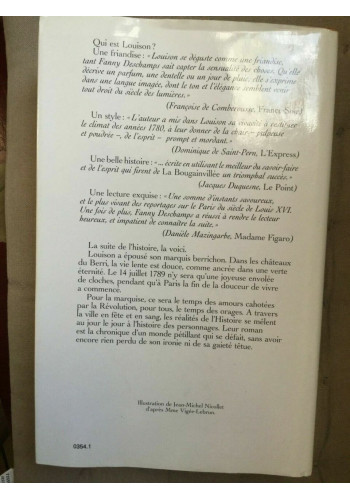 Qui est Louison ?
Une friandise : « Louison se déguste comme une friandise,
tant Fanny Deschamps sait capter la sensualité des choses. Qu'elle
décrive un parfum, une dentelle ou un jour de pluie, elle s'exprime
dans une langue imagée, dont le ton et l'élégance semblent venir
tout droit du siècle des lumières. »
(Françoise de Comberousse, France-Soir)
Un style : « L'auteur a mis dans Louison sa à restituer
le climat des années 1780, à leur donner de la chair – pulpeuse
et poudrée –, de l'esprit – prompt et mordant. »
(Dominique de Saint-Pern, L'Express)
Une belle histoire : « ... écrite en utilisant le meilleur du savoir-faire
et de l'esprit qui firent de La Bougainvillée un triomphal succès. »
(Jacques Duquesne, Le Point)
Une lecture exquise : « Une somme d'instants savoureux,
et le plus vivant des reportages sur le Paris du siècle de Louis XVI.
Une fois de plus, Fanny Deschamps a réussi à rendre le lecteur
heureux, et impatient de connaître la suite. »
(Danièle Mazingarbe, Madame Figaro)
La suite de l'histoire, la voici.
Louison a épousé son marquis berrichon. Dans les châteaux
du Berri, la vie lente est douce, comme ancrée dans une verte
éternité. Le 14 juillet 1789 n'y sera qu'une joyeuse envolée
de cloches, pendant qu'à Paris la fin de la douceur de vivre
a commencé.
Pour la marquise, ce sera le temps des amours cabotées
par la Révolution, pour tous, le temps des orages. A travers
la ville en fête et en sang, les réalités de l'Histoire se mêlent
au jour le jour à l'histoire des personnages. Leur roman
est la chronique d'un monde pétillant qui se défait, sans avoir
encore rien perdu de son ironie ni de sa gaieté têtue.
Illustration de Jean-Michel Nicollet
d'après Mme Vigée-Lebrun.
0354.1